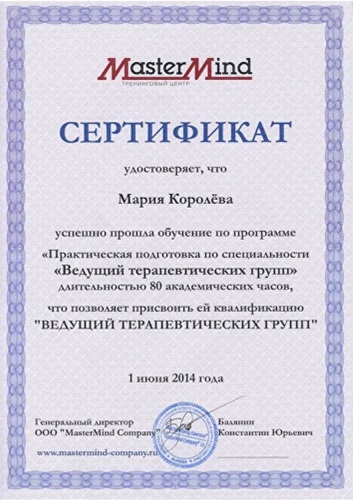 MasterMind
ТРЕНИНГОВЫЙ ЦЕНТР
СЕРТИФИКАТ
удостоверяет, что
Мария Королёва
успешно прошла обучение по программе
«Практическая подготовка по специальности
«Ведущий терапевтических групп»
длительностью 80 академических часов,
что позволяет присвоить ей квалификацию
"ВЕДУЩИЙ ТЕРАПЕВТИЧЕСКИХ ГРУПП"
1 июня 2014 года
Генеральный директор
ООО "MasterMind Company"
Балянин
Константин Юрьевич
www.mastermind-company.ru